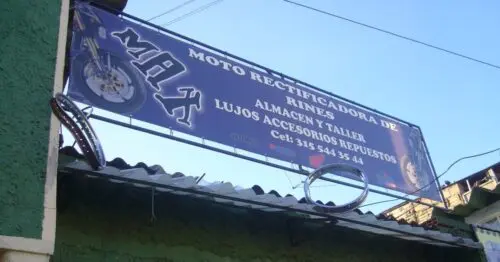 MAX
MOTO RECTIFICADORA DE
RINES
ALMACEN Y TALLER
LUJOS ACCESORIOS REPUESTOS
Cel: 315 544 35 44